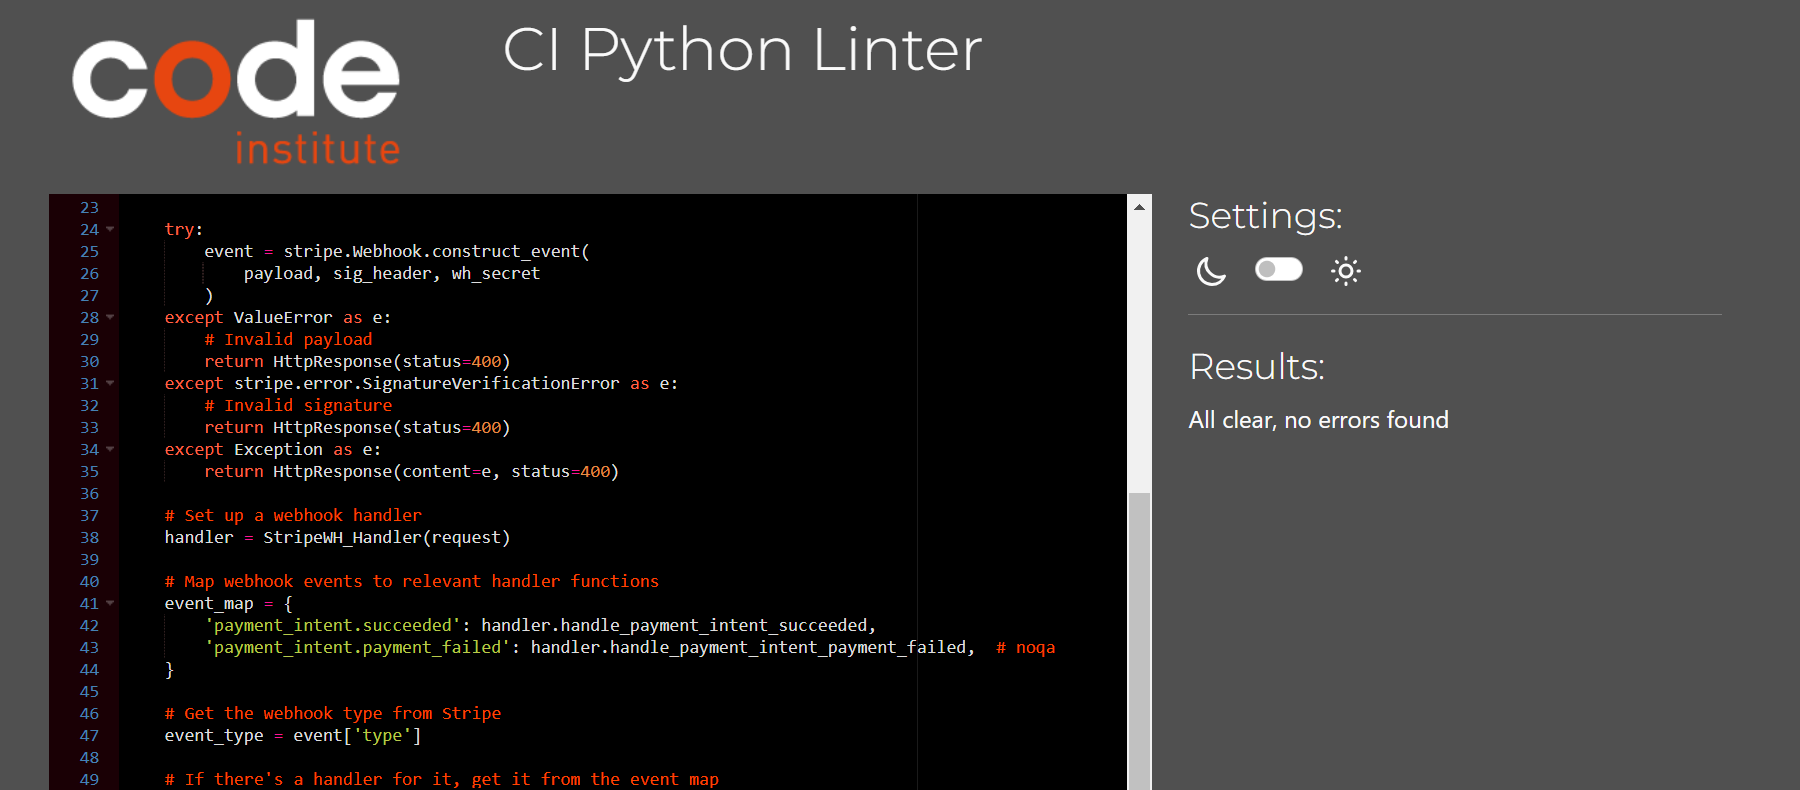 code
institute
CI Python Linter
23
24 try:
25 event = stripe.Webhook.construct_event(
26 payload, sig_header, wh_secret
27 )
28 except ValueError as e:
29 # Invalid payload
30 return HttpResponse(status=400)
31 except stripe.error.SignatureVerificationError as e:
32 # Invalid signature
33 return HttpResponse(status=400)
34 except Exception as e:
35 return HttpResponse(content=e, status=400)
36
37 # Set up a webhook handler
38 handler = StripeWH_Handler(request)
39
40 # Map webhook events to relevant handler functions
41 event_map = {
42 'payment_intent.succeeded': handler.handle_payment_intent_succeeded,
43 'payment_intent.payment_failed': handler.handle_payment_intent_payment_failed,  # noqa
44 }
45
46 # Get the webhook type from Stripe
47 event_type = event['type']
48
49 # If there's a handler for it, get it from the event map
Settings:
Results:
All clear, no errors found